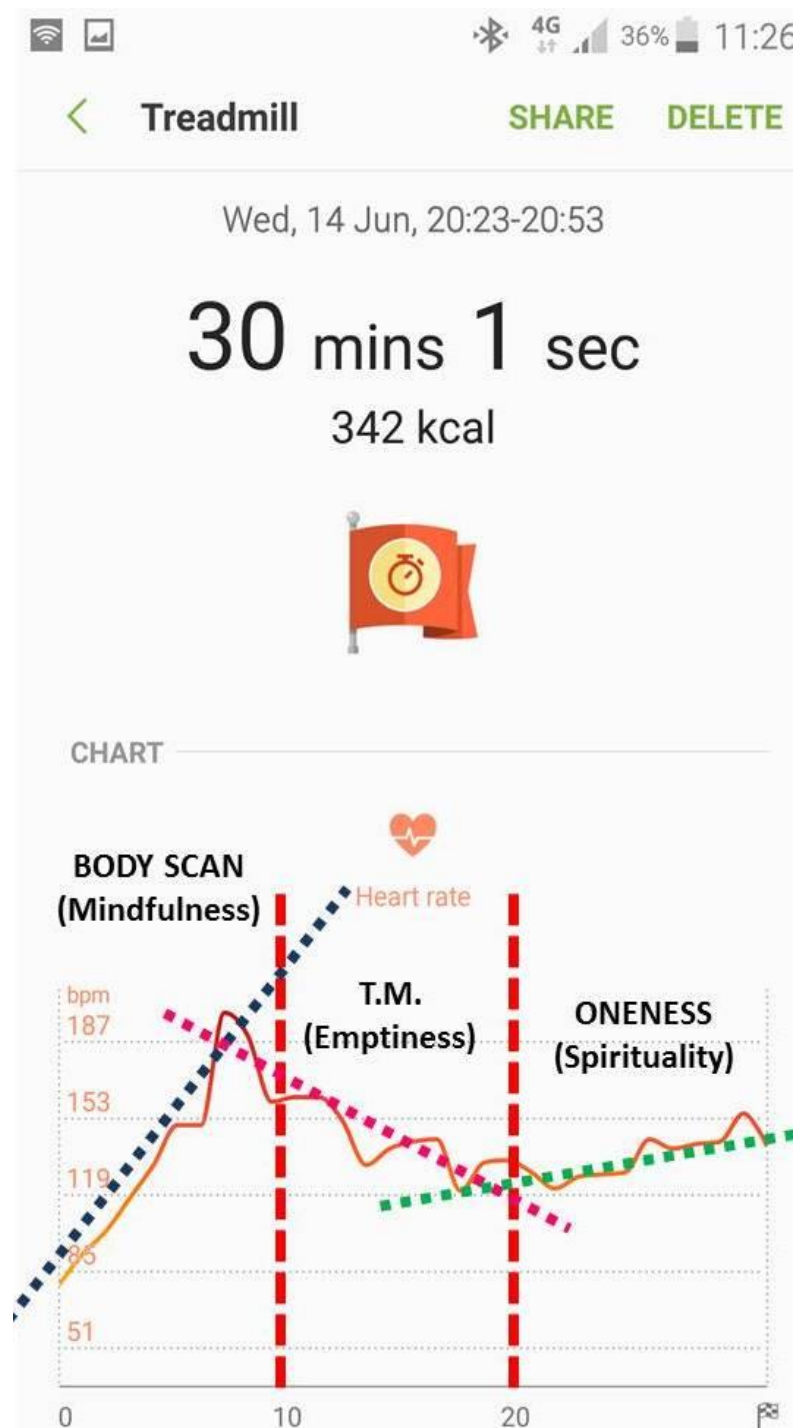 4G 36% 11:26
Treadmill SHARE DELETE
Wed, 14 Jun, 20:23-20:53
30 mins 1 sec
342 kcal
CHART
BODY SCAN
(Mindfulness)
Heart rate
T.M.
(Emptiness)
ONENESS
(Spirituality)
bpm
187
153
119
85
51
0 10 20